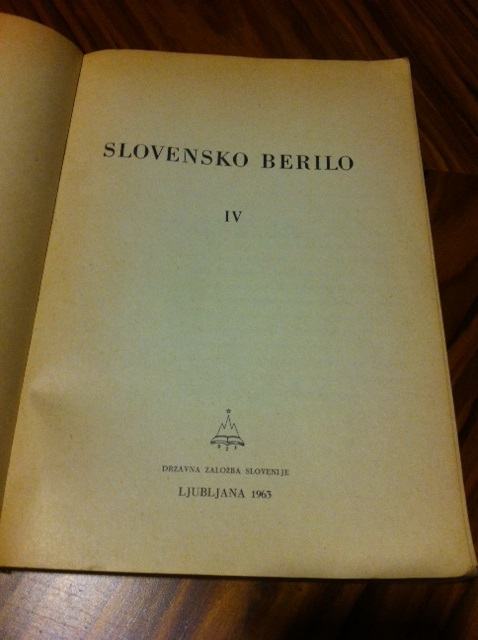 SLOVENSKO BERILO
IV
DRŽAVNA ZALOŽBA SLOVENIJE
LJUBLJANA 1963